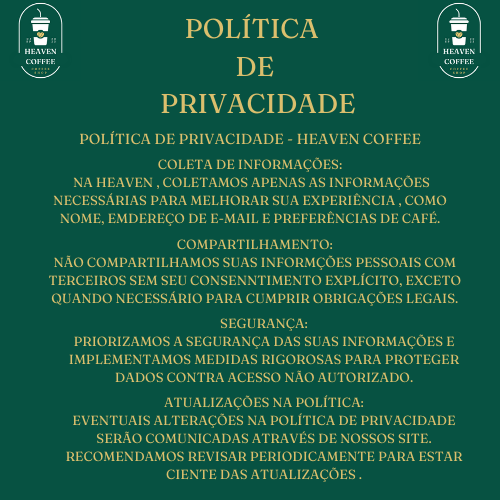 HEAVEN
COFFEE
COFFEE
SHOP
HEAVEN
COFFEE
COFFEE
SHOP
POLÍTICA
DE
PRIVACIDADE
POLÍTICA DE PRIVACIDADE - HEAVEN COFFEE
COLETA DE INFORMAÇÕES:
NA HEAVEN , COLETAMOS APENAS AS INFORMAÇÕES
NECESSÁRIAS PARA MELHORAR SUA EXPERIÊNCIA , COMO
NOME, EMDEREÇO DE E-MAIL E PREFERÊNCIAS DE CAFÉ.
COMPARTILHAMENTO:
NÃO COMPARTILHAMOS SUAS INFORMÇÕES PESSOAIS COM
TERCEIROS SEM SEU CONSENNTIMENTO EXPLÍCITO, EXCETO
QUANDO NECESSÁRIO PARA CUMPRIR OBRIGAÇÕES LEGAIS.
SEGURANÇA:
PRIORIZAMOS A SEGURANÇA DAS SUAS INFORMAÇÕES E
IMPLEMENTAMOS MEDIDAS RIGOROSAS PARA PROTEGER
DADOS CONTRA ACESSO NÃO AUTORIZADO.
ATUALIZAÇÕES NA POLÍTICA:
EVENTUAIS ALTERAÇÕES NA POLÍTICA DE PRIVACIDADE
SERÃO COMUNICADAS ATRAVÉS DE NOSSOS SITE.
RECOMENDAMOS REVISAR PERIODICAMENTE PARA ESTAR
CIENTE DAS ATUALIZAÇÕES .